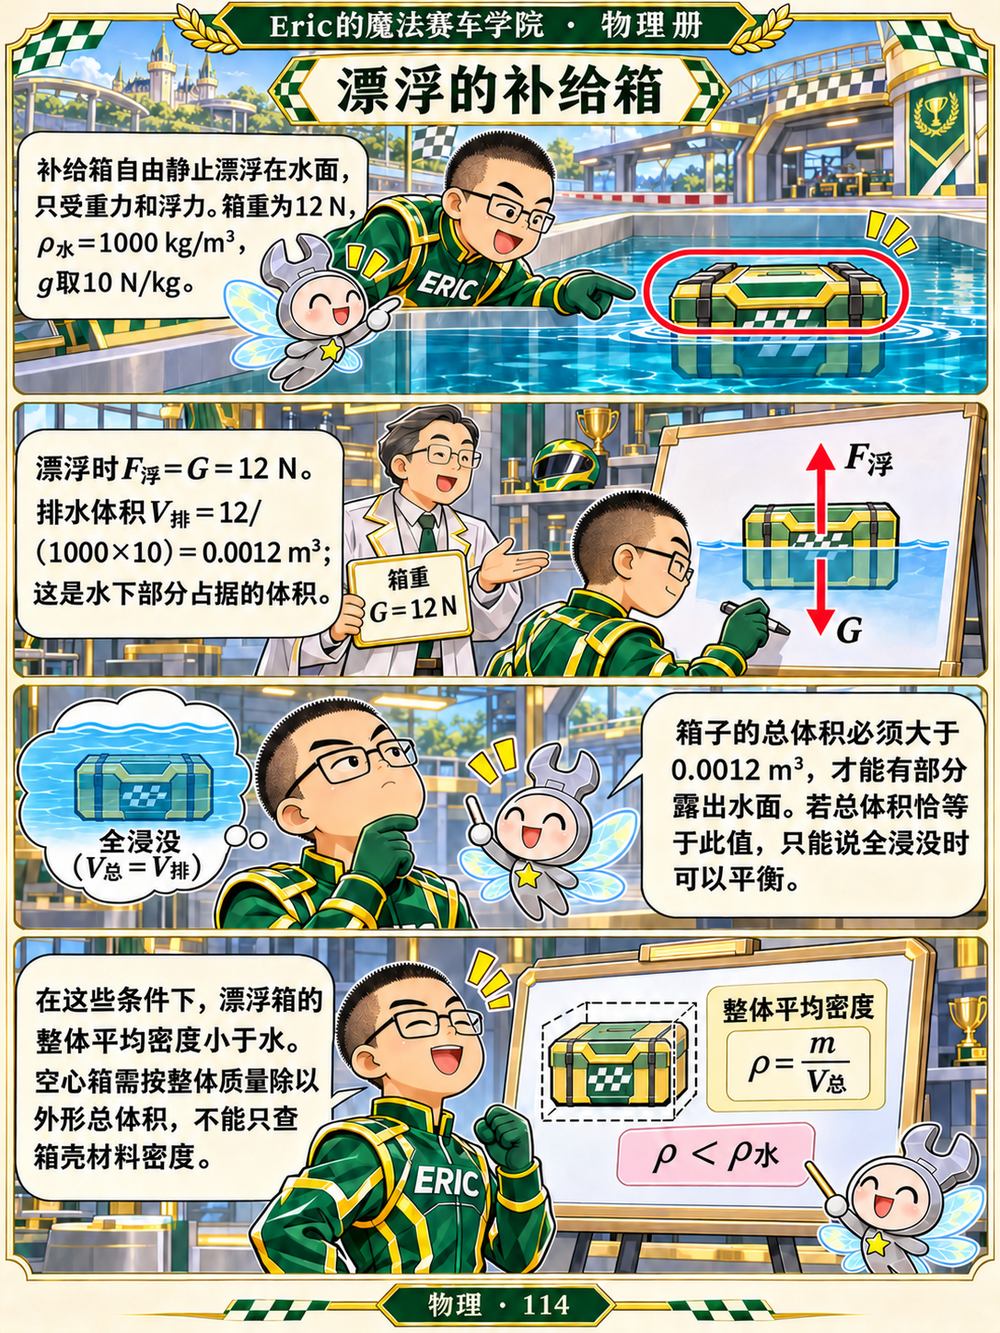 Eric的魔法赛车学院 · 物理册
漂浮的补给箱
补给箱自由静止漂浮在水面，
只受重力和浮力。箱重为12 N，
ρ水＝1000 kg/m³，
g取10 N/kg。
ERIC
漂浮时F浮＝G＝12 N。
排水体积V排＝12/
（1000×10）＝0.0012 m³；
这是水下部分占据的体积。
箱重
G＝12 N
F浮
G
全浸没
（V总＝V排）
箱子的总体积必须大于
0.0012 m³，才能有部分
露出水面。若总体积恰等
于此值，只能说全浸没时
可以平衡。
在这些条件下，漂浮箱的
整体平均密度小于水。
空心箱需按整体质量除以
外形总体积，不能只查
箱壳材料密度。
ERIC
整体平均密度
ρ＝m/V总
ρ＜ρ水
物理 · 114